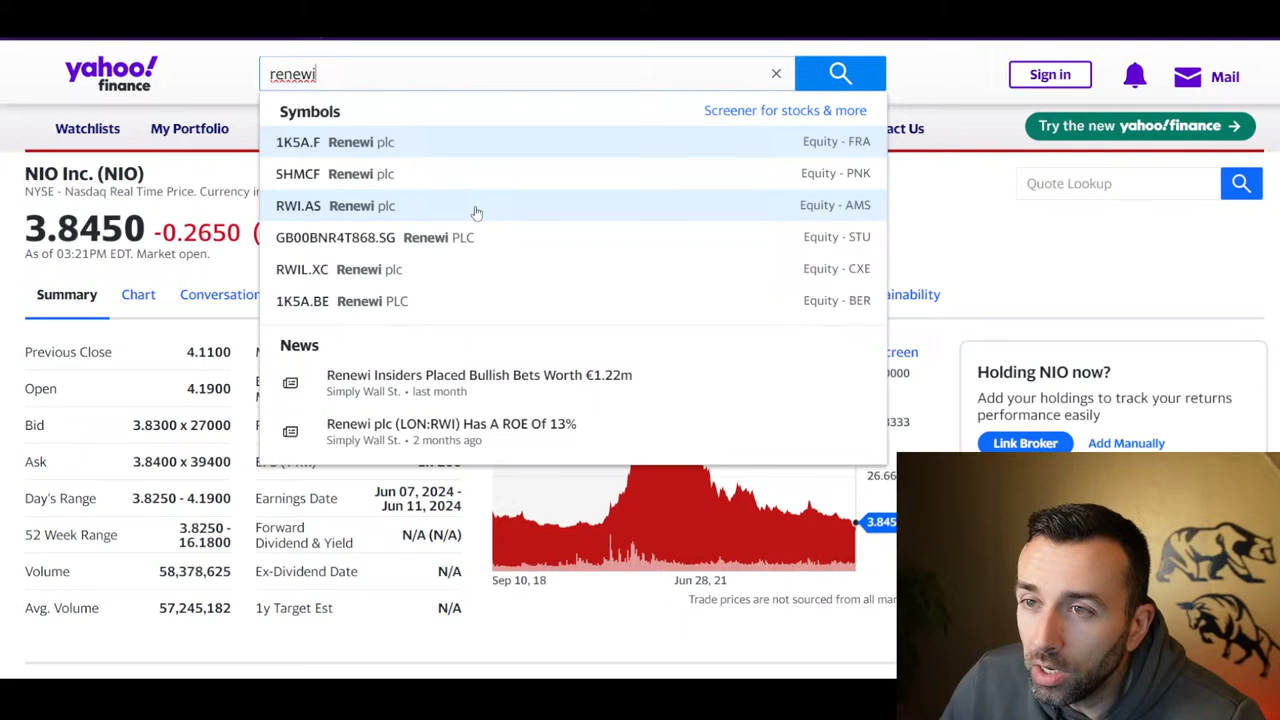 yahoo!
finance
renewi
Sign in
Mail
Symbols
Screener for stocks & more
Watchlists
My Portfolio
act Us
Try the new yahoo!finance
1K5A.F Renewi plc Equity - FRA
SHMCF Renewi plc Equity - PNK
RWI.AS Renewi plc Equity - AMS
GB00BNR4T868.SG Renewi PLC Equity - STU
RWIL.XC Renewi plc Equity - CXE
1K5A.BE Renewi PLC Equity - BER
News
Renewi Insiders Placed Bullish Bets Worth €1.22m
Simply Wall St. • last month
Renewi plc (LON:RWI) Has A ROE Of 13%
Simply Wall St. • 2 months ago
NIO Inc. (NIO)
NYSE - Nasdaq Real Time Price. Currency in
3.8450 -0.2650 (
As of 03:21PM EDT. Market open.
Quote Lookup
Summary
Chart
Conversation
ainability
Previous Close 4.1100
Open 4.1900
Bid 3.8300 x 27000
Ask 3.8400 x 39400
Day's Range 3.8250 - 4.1900
52 Week Range 3.8250 -
16.1800
Volume 58,378,625
Avg. Volume 57,245,182
Earnings Date Jun 07, 2024 -
Jun 11, 2024
Forward
Dividend & Yield N/A (N/A)
Ex-Dividend Date N/A
1y Target Est N/A
creen
0000
3333
26.66
3.845
Sep 10, 18
Jun 28, 21
Trade prices are not sourced from all mar
Holding NIO now?
Add your holdings to track your returns
performance easily
Link Broker
Add Manually